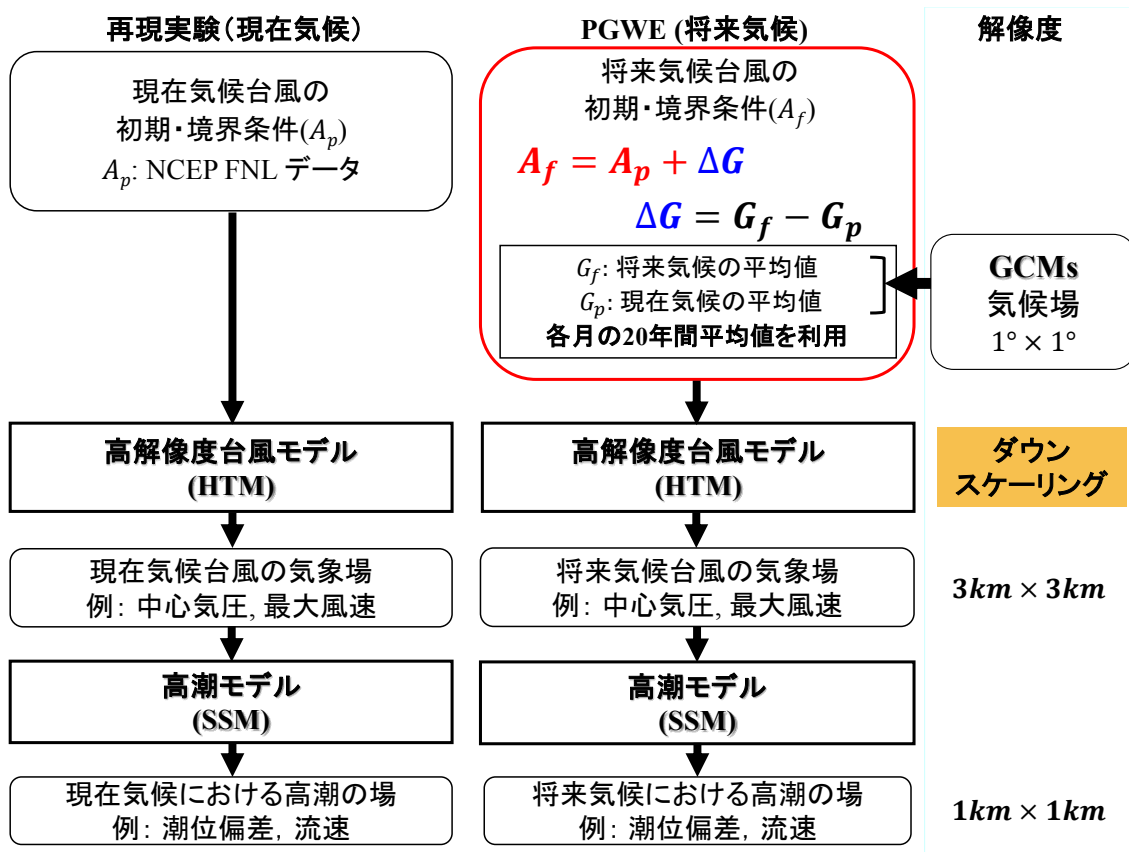 再現実験(現在気候)
現在気候台風の
初期・境界条件(A_p)
A_p: NCEP FNL データ
高解像度台風モデル
(HTM)
現在気候台風の気象場
例： 中心気圧, 最大風速
高潮モデル
(SSM)
現在気候における高潮の場
例： 潮位偏差, 流速
PGWE (将来気候)
将来気候台風の
初期・境界条件(A_f)
A_f = A_p + ΔG
ΔG = G_f − G_p
G_f: 将来気候の平均値
G_p: 現在気候の平均値
各月の20年間平均値を利用
高解像度台風モデル
(HTM)
将来気候台風の気象場
例： 中心気圧, 最大風速
高潮モデル
(SSM)
将来気候における高潮の場
例： 潮位偏差, 流速
解像度
GCMs
気候場
1° × 1°
ダウン
スケーリング
3km × 3km
1km × 1km